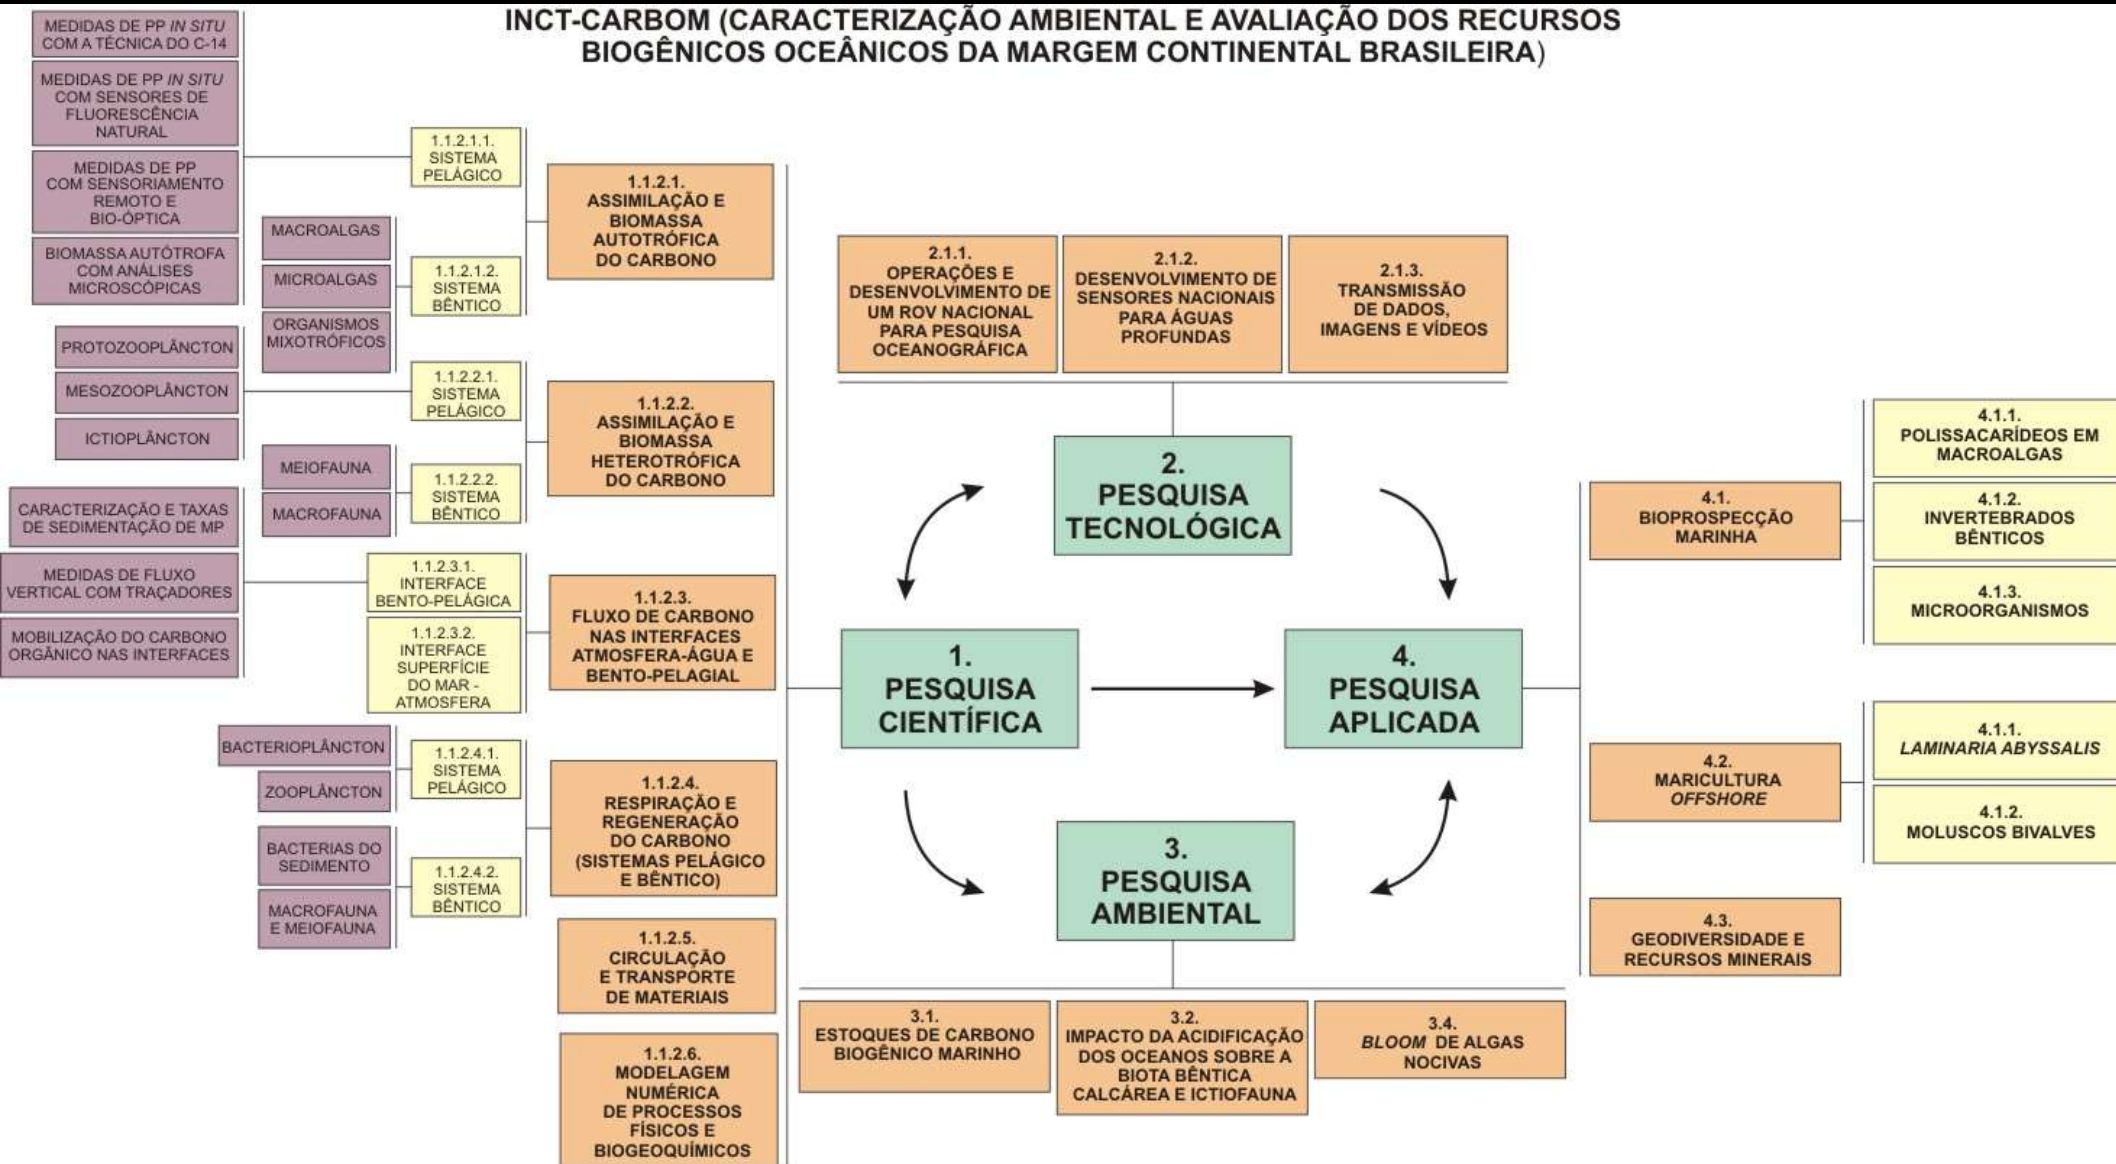 INCT-CARBOM (CARACTERIZAÇÃO AMBIENTAL E AVALIAÇÃO DOS RECURSOS
BIOGÊNICOS OCEÂNICOS DA MARGEM CONTINENTAL BRASILEIRA)
MEDIDAS DE PP IN SITU
COM A TÉCNICA DO C-14
MEDIDAS DE PP IN SITU
COM SENSORES DE
FLUORESCÊNCIA
NATURAL
MEDIDAS DE PP
COM SENSORIAMENTO
REMOTO E
BIO-ÓPTICA
BIOMASSA AUTÓTROFA
COM ANÁLISES
MICROSCÓPICAS
1.1.2.1.1.
SISTEMA
PELÁGICO
MACROALGAS
MICROALGAS
ORGANISMOS
MIXOTRÓFICOS
1.1.2.1.2.
SISTEMA
BÊNTICO
1.1.2.1.
ASSIMILAÇÃO E
BIOMASSA
AUTOTRÓFICA
DO CARBONO
PROTOZOOPLÂNCTON
MESOZOOPLÂNCTON
ICTIOPLÂNCTON
1.1.2.2.1.
SISTEMA
PELÁGICO
MEIOFAUNA
MACROFAUNA
1.1.2.2.2.
SISTEMA
BÊNTICO
1.1.2.2.
ASSIMILAÇÃO E
BIOMASSA
HETEROTRÓFICA
DO CARBONO
CARACTERIZAÇÃO E TAXAS
DE SEDIMENTAÇÃO DE MP
MEDIDAS DE FLUXO
VERTICAL COM TRAÇADORES
MOBILIZAÇÃO DO CARBONO
ORGÂNICO NAS INTERFACES
1.1.2.3.1.
INTERFACE
BENTO-PELÁGICA
1.1.2.3.2.
INTERFACE
SUPERFÍCIE
DO MAR -
ATMOSFERA
1.1.2.3.
FLUXO DE CARBONO
NAS INTERFACES
ATMOSFERA-ÁGUA E
BENTO-PELAGIAL
BACTERIOPLÂNCTON
ZOOPLÂNCTON
1.1.2.4.1.
SISTEMA
PELÁGICO
BACTERIAS DO
SEDIMENTO
MACROFAUNA
E MEIOFAUNA
1.1.2.4.2.
SISTEMA
BÊNTICO
1.1.2.4.
RESPIRAÇÃO E
REGENERAÇÃO
DO CARBONO
(SISTEMAS PELÁGICO
E BÊNTICO)
1.1.2.5.
CIRCULAÇÃO
E TRANSPORTE
DE MATERIAIS
1.1.2.6.
MODELAGEM
NUMÉRICA
DE PROCESSOS
FÍSICOS E
BIOGEOQUÍMICOS
2.1.1.
OPERAÇÕES E
DESENVOLVIMENTO DE
UM ROV NACIONAL
PARA PESQUISA
OCEANOGRÁFICA
2.1.2.
DESENVOLVIMENTO DE
SENSORES NACIONAIS
PARA ÁGUAS
PROFUNDAS
2.1.3.
TRANSMISSÃO
DE DADOS,
IMAGENS E VÍDEOS
2.
PESQUISA
TECNOLÓGICA
1.
PESQUISA
CIENTÍFICA
4.
PESQUISA
APLICADA
3.
PESQUISA
AMBIENTAL
3.1.
ESTOQUES DE CARBONO
BIOGÊNICO MARINHO
3.2.
IMPACTO DA ACIDIFICAÇÃO
DOS OCEANOS SOBRE A
BIOTA BÊNTICA
CALCÁREA E ICTIOFAUNA
3.4.
BLOOM DE ALGAS
NOCIVAS
4.1.
BIOPROSPECÇÃO
MARINHA
4.1.1.
POLISSACARÍDEOS EM
MACROALGAS
4.1.2.
INVERTEBRADOS
BÊNTICOS
4.1.3.
MICROORGANISMOS
4.2.
MARICULTURA
OFFSHORE
4.1.1.
LAMINARIA ABYSSALIS
4.1.2.
MOLUSCOS BIVALVES
4.3.
GEODIVERSIDADE E
RECURSOS MINERAIS